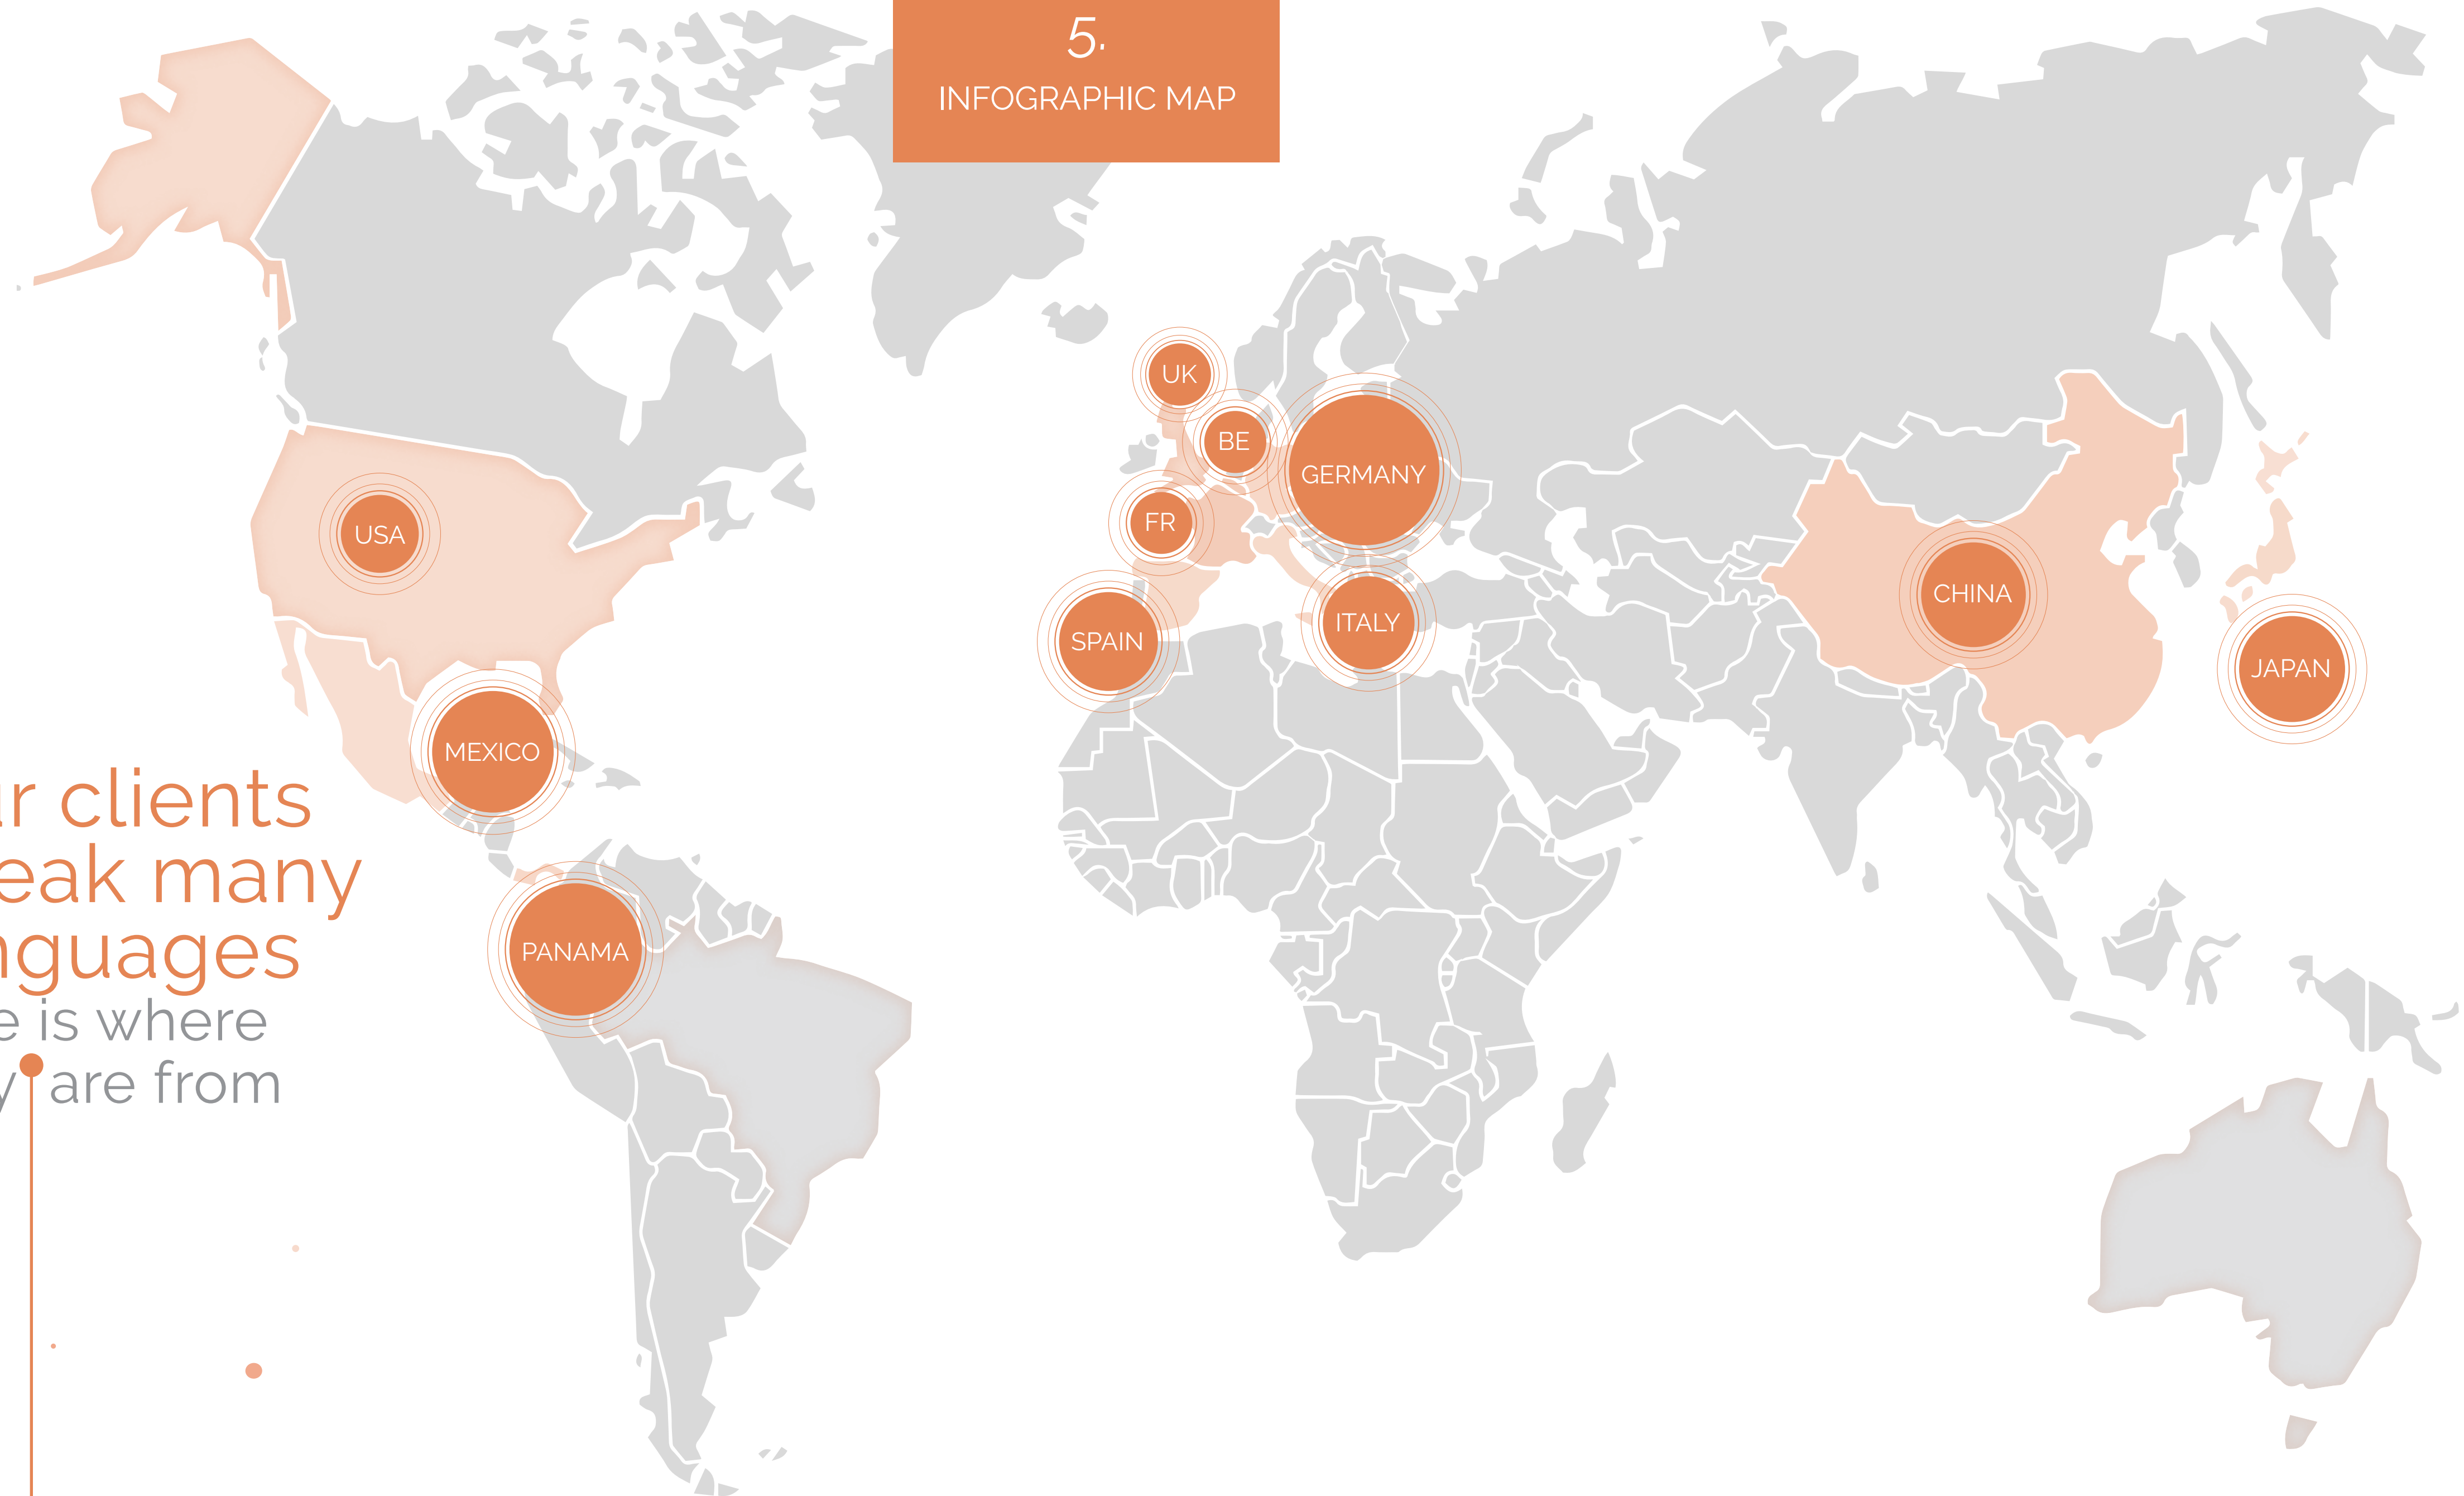 5.
INFOGRAPHIC MAP
UK
BE
GERMANY
FR
USA
CHINA
ITALY
SPAIN
JAPAN
MEXICO
r clients
eak many
PANAMA
nguages
e is where
y are from